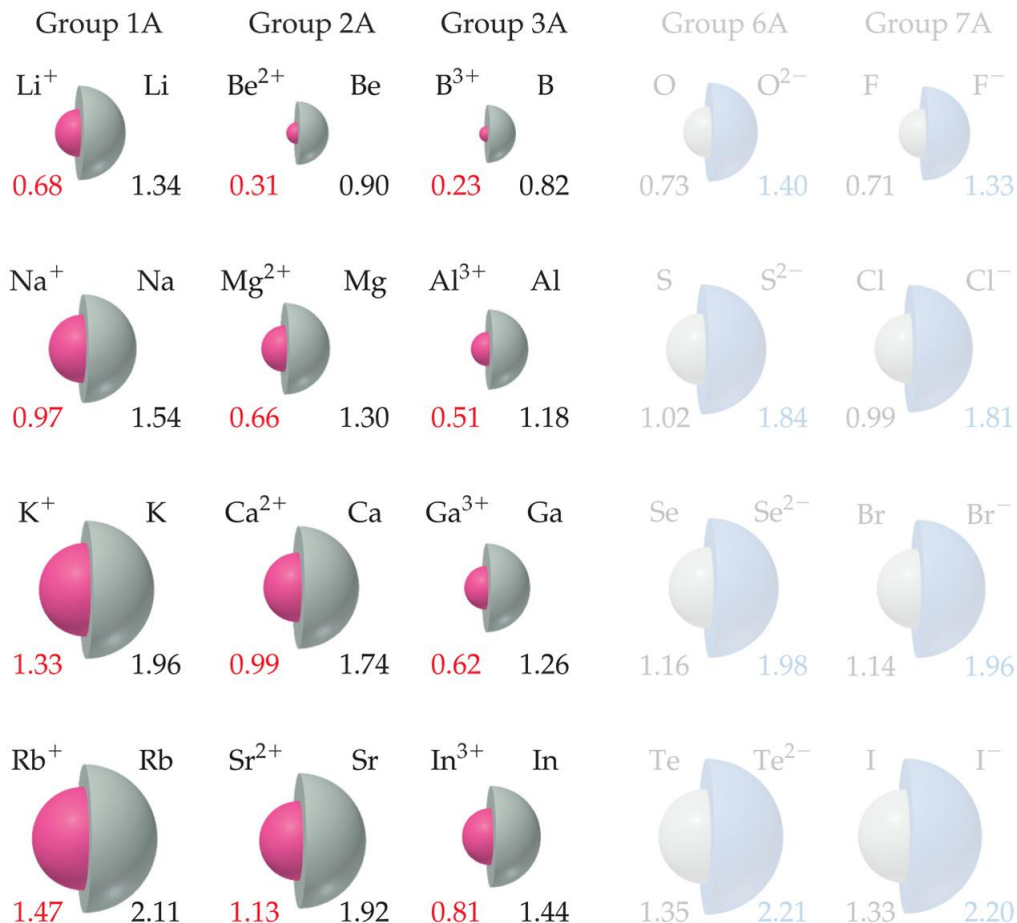 Group 1A Group 2A Group 3A Group 6A Group 7A
Li⁺ Li Be²⁺ Be B³⁺ B O O²⁻ F F⁻
0.68 1.34 0.31 0.90 0.23 0.82 0.73 1.40 0.71 1.33
Na⁺ Na Mg²⁺ Mg Al³⁺ Al S S²⁻ Cl Cl⁻
0.97 1.54 0.66 1.30 0.51 1.18 1.02 1.84 0.99 1.81
K⁺ K Ca²⁺ Ca Ga³⁺ Ga Se Se²⁻ Br Br⁻
1.33 1.96 0.99 1.74 0.62 1.26 1.16 1.98 1.14 1.96
Rb⁺ Rb Sr²⁺ Sr In³⁺ In Te Te²⁻ I I⁻
1.47 2.11 1.13 1.92 0.81 1.44 1.35 2.21 1.33 2.20